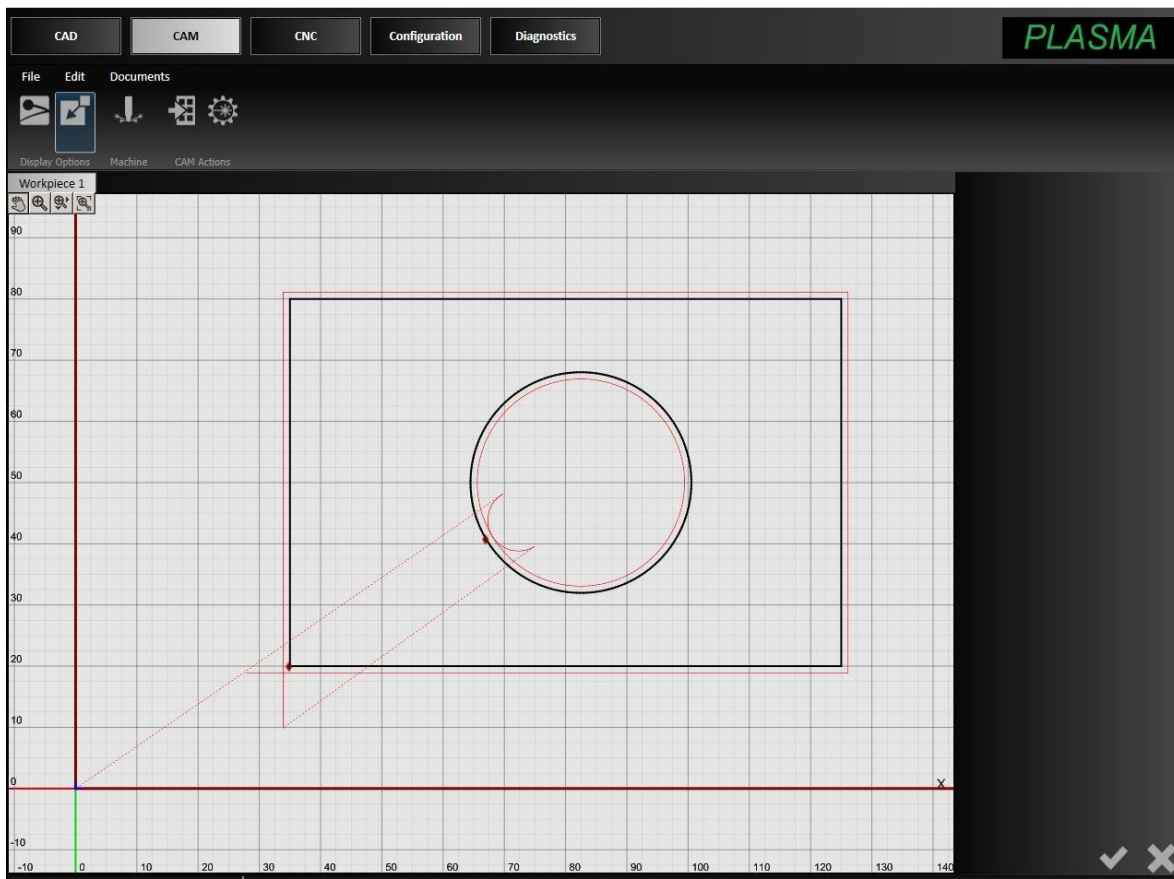 CAD CAM CNC Configuration Diagnostics PLASMA
File Edit Documents
Display Options Machine CAM Actions
Workpiece 1
90
80
70
60
50
40
30
20
10
0 X
-10
-10 0 10 20 30 40 50 60 70 80 90 100 110 120 130 140